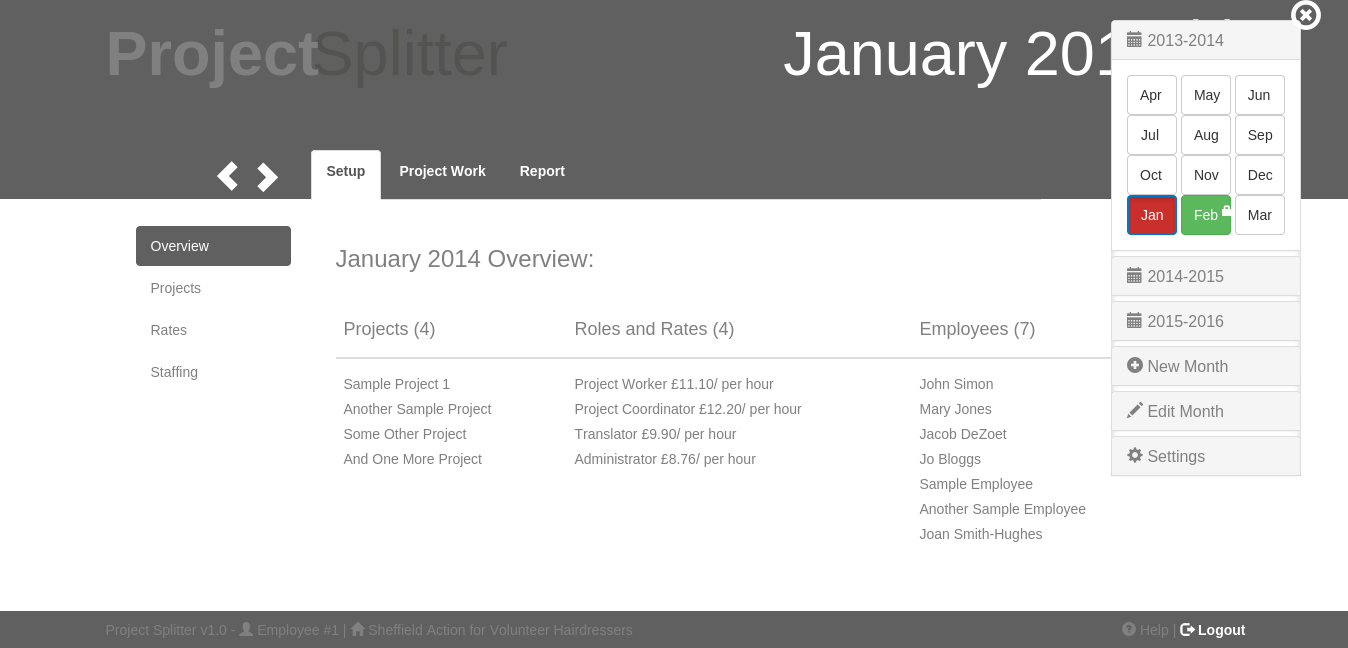 ProjectSplitter
January 201
Setup Project Work Report
Overview
Projects
Rates
Staffing
January 2014 Overview:
Projects (4) Roles and Rates (4) Employees (7)
Sample Project 1 Project Worker £11.10/ per hour John Simon
Another Sample Project Project Coordinator £12.20/ per hour Mary Jones
Some Other Project Translator £9.90/ per hour Jacob DeZoet
And One More Project Administrator £8.76/ per hour Jo Bloggs
Sample Employee
Another Sample Employee
Joan Smith-Hughes
2013-2014
Apr May Jun
Jul Aug Sep
Oct Nov Dec
Jan Feb Mar
2014-2015
2015-2016
New Month
Edit Month
Settings
Project Splitter v1.0 - Employee #1 | Sheffield Action for Volunteer Hairdressers Help | Logout